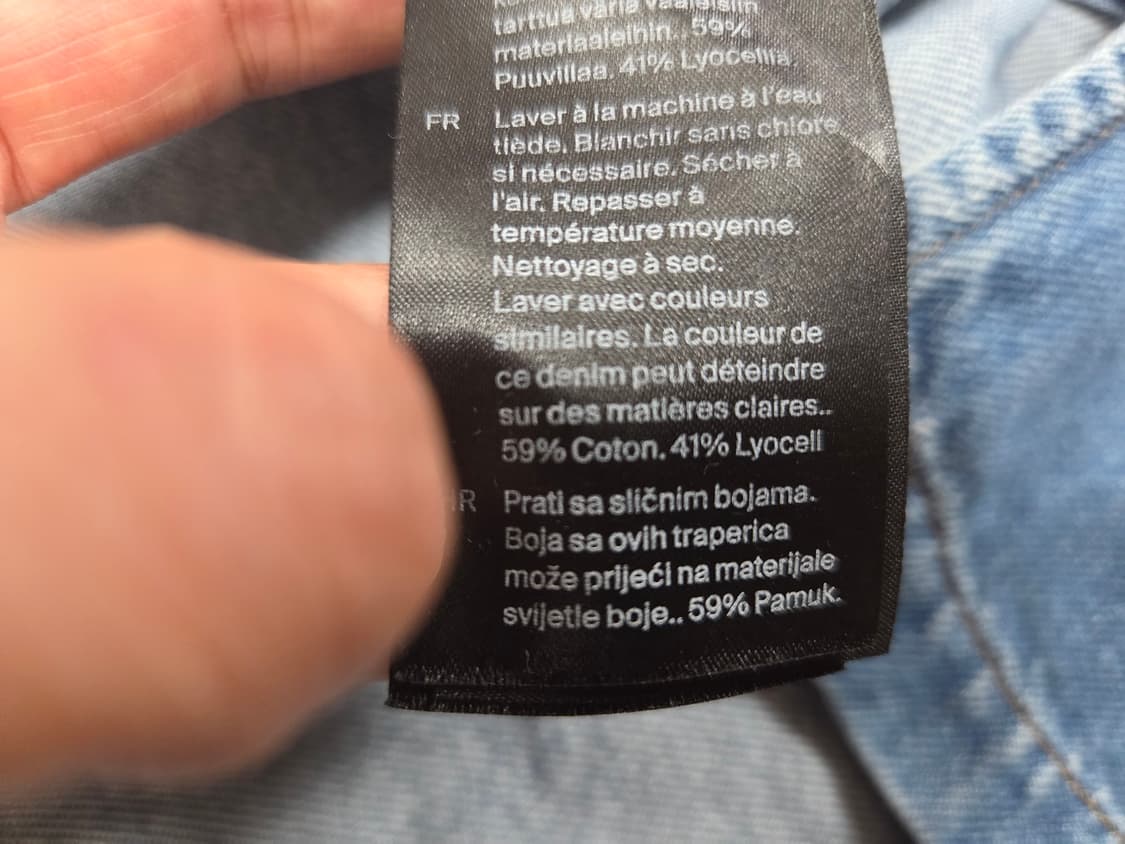 tarttua väriä vaaleisiin
materiaaleihin.. 59%
Puuvillaa. 41% Lyocellia
FR Laver à la machine à l'eau
tiède. Blanchir sans chlore
si nécessaire. Sécher à
l'air. Repasser à
température moyenne.
Nettoyage à sec.
Laver avec couleurs
similaires. La couleur de
ce denim peut déteindre
sur des matières claires..
59% Coton. 41% Lyocell
HR Prati sa sličnim bojama.
Boja sa ovih traperica
može prijeći na materijale
svijetle boje.. 59% Pamuk.